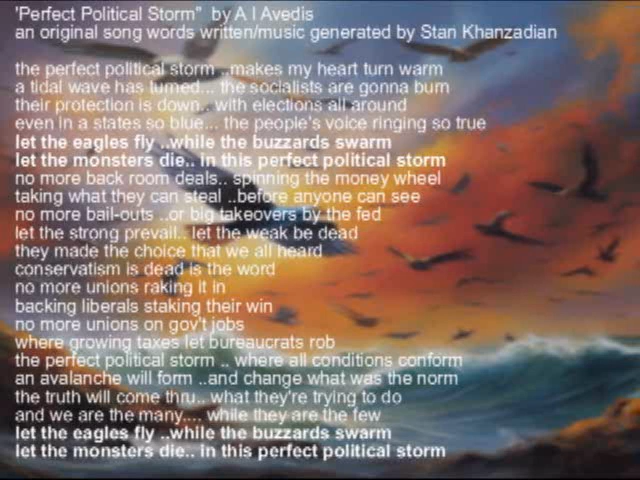 'Perfect Political Storm" by A I Avedis
an original song words written/music generated by Stan Khanzadian
the perfect political storm ..makes my heart turn warm
a tidal wave has turned... the socialists are gonna burn
their protection is down.. with elections all around
even in a states so blue... the people's voice ringing so true
let the eagles fly ..while the buzzards swarm
let the monsters die.. in this perfect political storm
no more back room deals.. spinning the money wheel
taking what they can steal ..before anyone can see
no more bail-outs ..or big takeovers by the fed
let the strong prevail.. let the weak be dead
they made the choice that we all heard
conservatism is dead is the word
no more unions raking it in
backing liberals staking their win
no more unions on gov't jobs
where growing taxes let bureaucrats rob
the perfect political storm .. where all conditions conform
an avalanche will form ..and change what was the norm
the truth will come thru.. what they're trying to do
and we are the many.... while they are the few
let the eagles fly ..while the buzzards swarm
let the monsters die.. in this perfect political storm